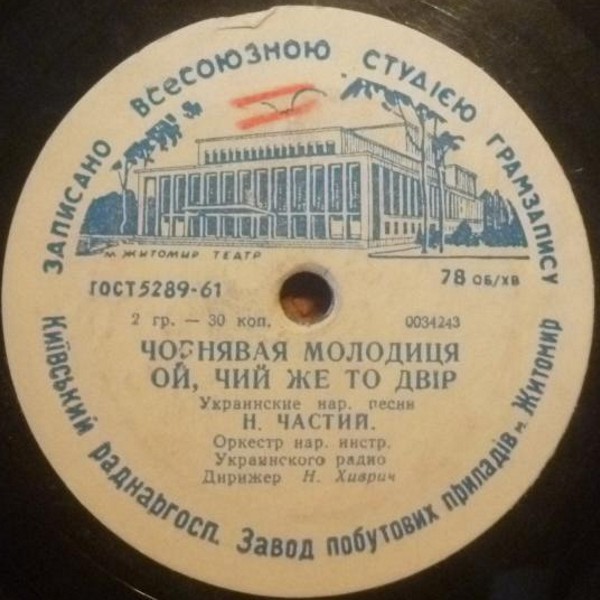 ЗАПИСАНО ВСЕСОЮЗНОЮ СТУДІЄЮ ГРАМЗАПИСУ
м. ЖИТОМИР ТЕАТР
ГОСТ 5289-61
78 ОБ/ХВ
2 гр. — 30 коп.
0034243
ЧОРНЯВАЯ МОЛОДИЦЯ
ОЙ, ЧИЙ ЖЕ ТО ДВІР
Украинские нар. песни
Н. ЧАСТИЙ.
Оркестр нар. инстр.
Украинского радио
Дирижер Н. Хиврич
Київський раднаргосп. Завод побутових приладів м. Житомир